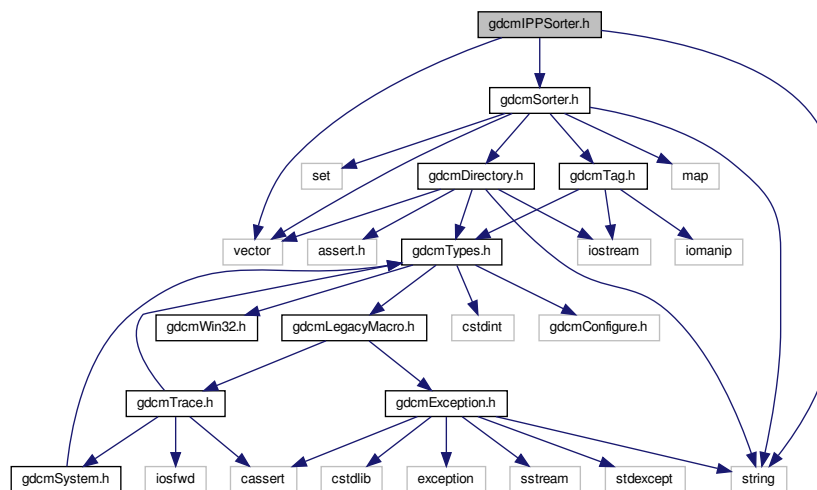 gdcmIPPSorter.h
gdcmSorter.h
set
gdcmDirectory.h
gdcmTag.h
map
vector
assert.h
gdcmTypes.h
iostream
iomanip
gdcmWin32.h
gdcmLegacyMacro.h
cstdint
gdcmConfigure.h
gdcmTrace.h
gdcmException.h
gdcmSystem.h
iosfwd
cassert
cstdlib
exception
sstream
stdexcept
string